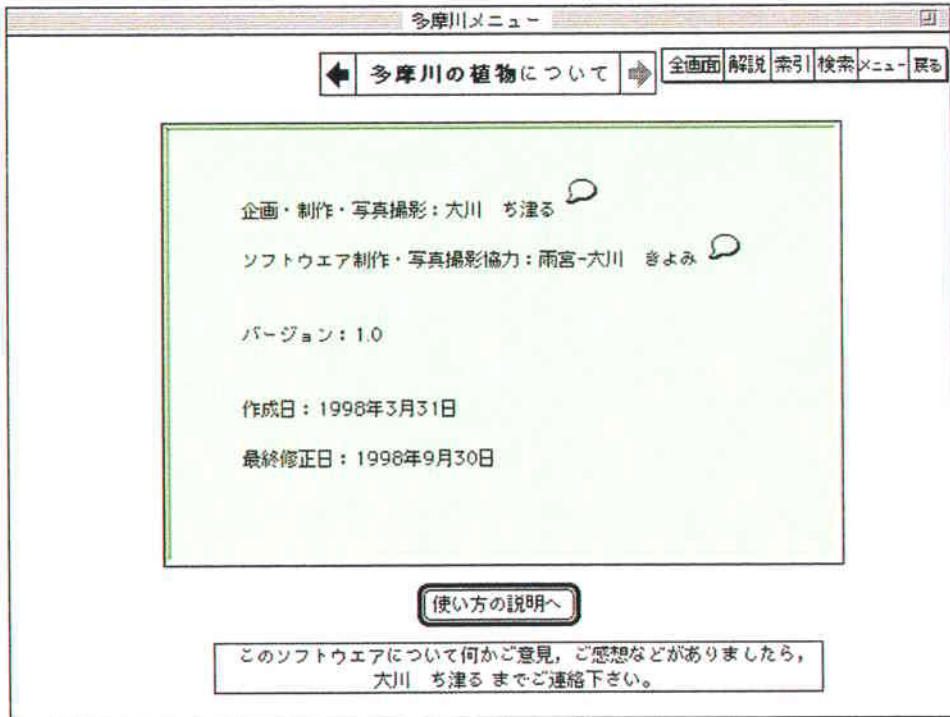 多摩川メニュー
多摩川の植物について
全画面 解説 索引 検索 メニュー 戻る
企画・制作・写真撮影：大川　ち津る
ソフトウエア制作・写真撮影協力：雨宮-大川　きよみ
バージョン：1.0
作成日：1998年3月31日
最終修正日：1998年9月30日
使い方の説明へ
このソフトウエアについて何かご意見，ご感想などがありましたら，
大川　ち津る までご連絡下さい。